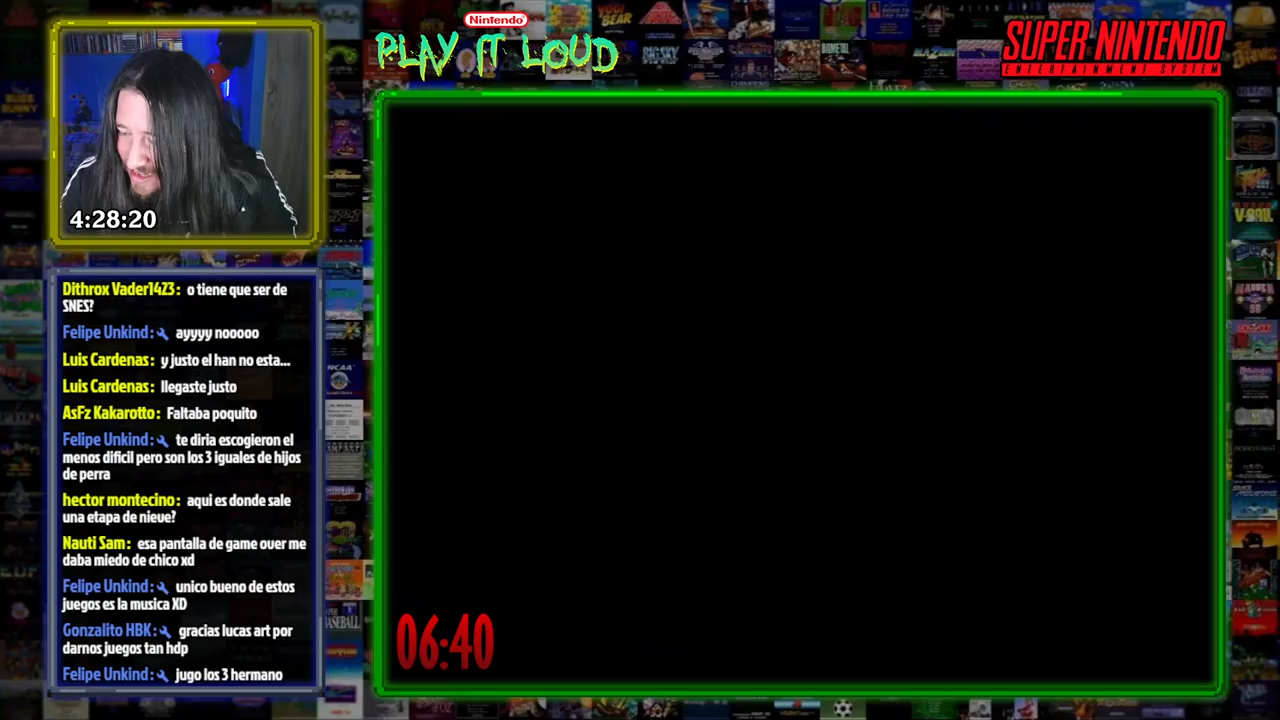 Nintendo
PLAY IT LOUD
SUPER NINTENDO
ENTERTAINMENT SYSTEM
4:28:20
Dithrox Vader1423: o tiene que ser de
SNES?
Felipe Unkind: ayyyy nooooo
Luis Cardenas: y justo el han no esta...
Luis Cardenas: llegaste justo
AsFz Kakarotto: Faltaba poquito
Felipe Unkind: te diria escogieron el
menos dificil pero son los 3 iguales de hijos
de perra
hector montecino: aqui es donde sale
una etapa de nieve?
Nauti Sam: esa pantalla de game over me
daba miedo de chico xd
Felipe Unkind: unico bueno de estos
juegos es la musica XD
Gonzalito HBK: gracias lucas art por
darnos juegos tan hdp
Felipe Unkind: jugo los 3 hermano
06:40